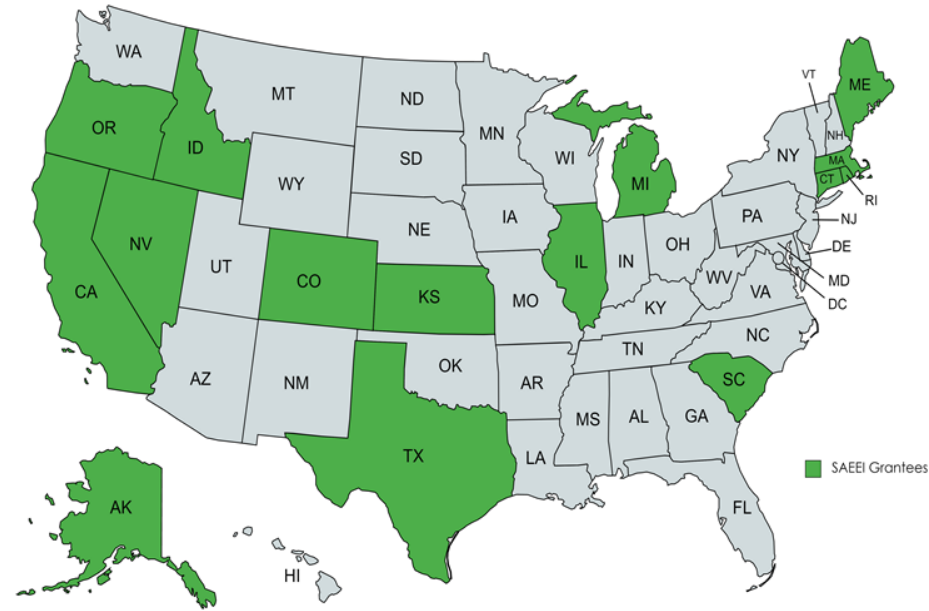 WA
MT
ND
MN
VT
ME
OR
ID
SD
WI
NH
NY
MA
WY
MI
CT
RI
IA
PA
NJ
NE
OH
NV
UT
IL
IN
DE
CA
CO
KS
MO
WV
MD
VA
DC
KY
NC
TN
AZ
NM
OK
AR
SC
MS
AL
GA
TX
LA
SAEEI Grantees
AK
FL
HI